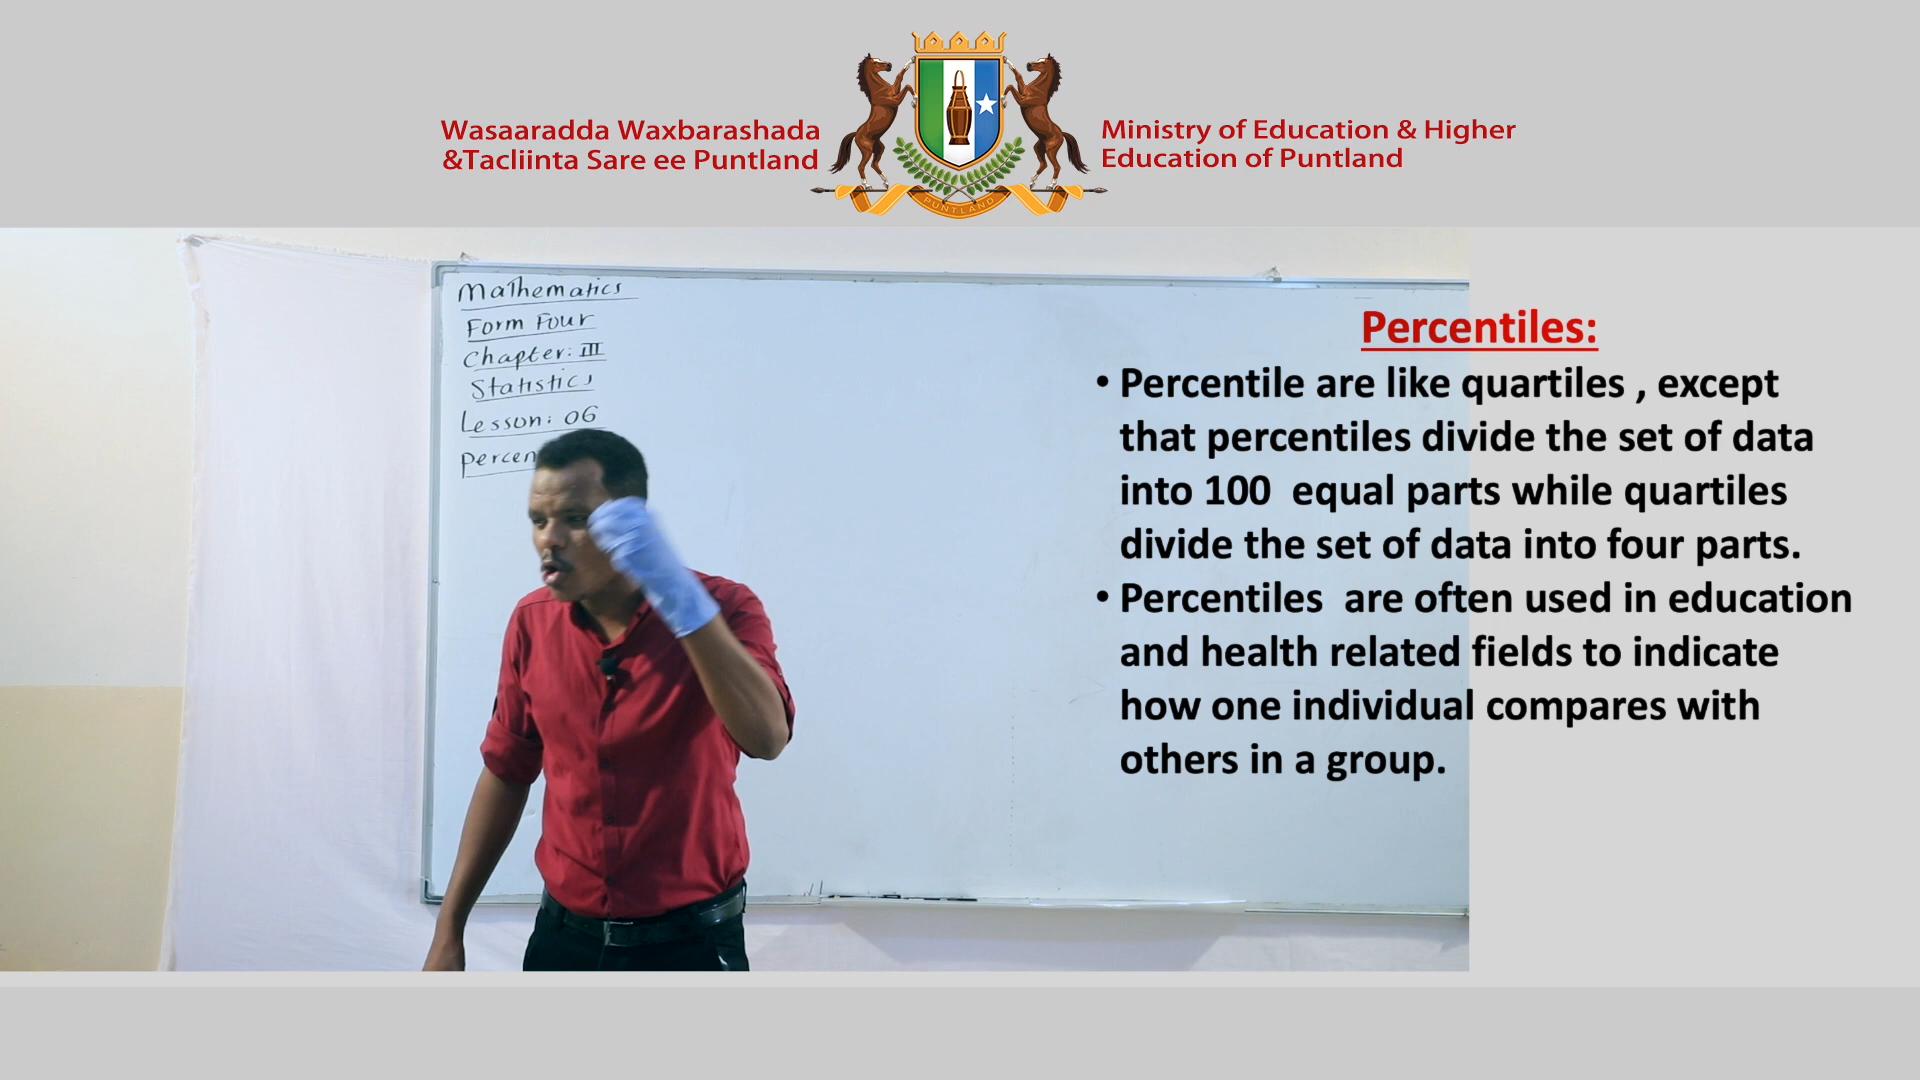 Wasaaradda Waxbarashada
&Tacliinta Sare ee Puntland
PUNTLAND
Ministry of Education & Higher
Education of Puntland
Mathematics
Form Four
Chapter: III
Statistics
Lesson: 06
percen
Percentiles:
• Percentile are like quartiles , except
that percentiles divide the set of data
into 100 equal parts while quartiles
divide the set of data into four parts.
• Percentiles are often used in education
and health related fields to indicate
how one individual compares with
others in a group.